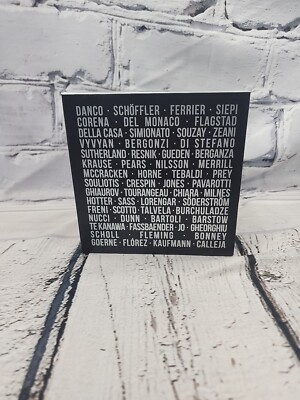 DANCO · SCHÖFFLER · FERRIER · SIEPI
CORENA · DEL MONACO · FLAGSTAD
DELLA CASA · SIMIONATO · SOUZAY · ZEANI
VYVYAN · BERGONZI · DI STEFANO
SUTHERLAND · RESNIK · GUEDEN · BERGANZA
KRAUSE · PEARS · NILSSON · MERRILL
MCCRACKEN · HORNE · TEBALDI · PREY
SOULIOTIS · CRESPIN · JONES · PAVAROTTI
GHIAUROV · TOURANGEAU · CHIARA · MILNES
HOTTER · SASS · LORENGAR · SÖDERSTRÖM
FRENI · SCOTTO · TALVELA · BURCHULADZE
NUCCI · DUNN · BARTOLI · BARSTOW
TE KANAWA · FASSBAENDER · JO · GHEORGHIU
SCHOLL · FLEMING · BONNEY
GOERNE · FLÓREZ · KAUFMANN · CALLEJA